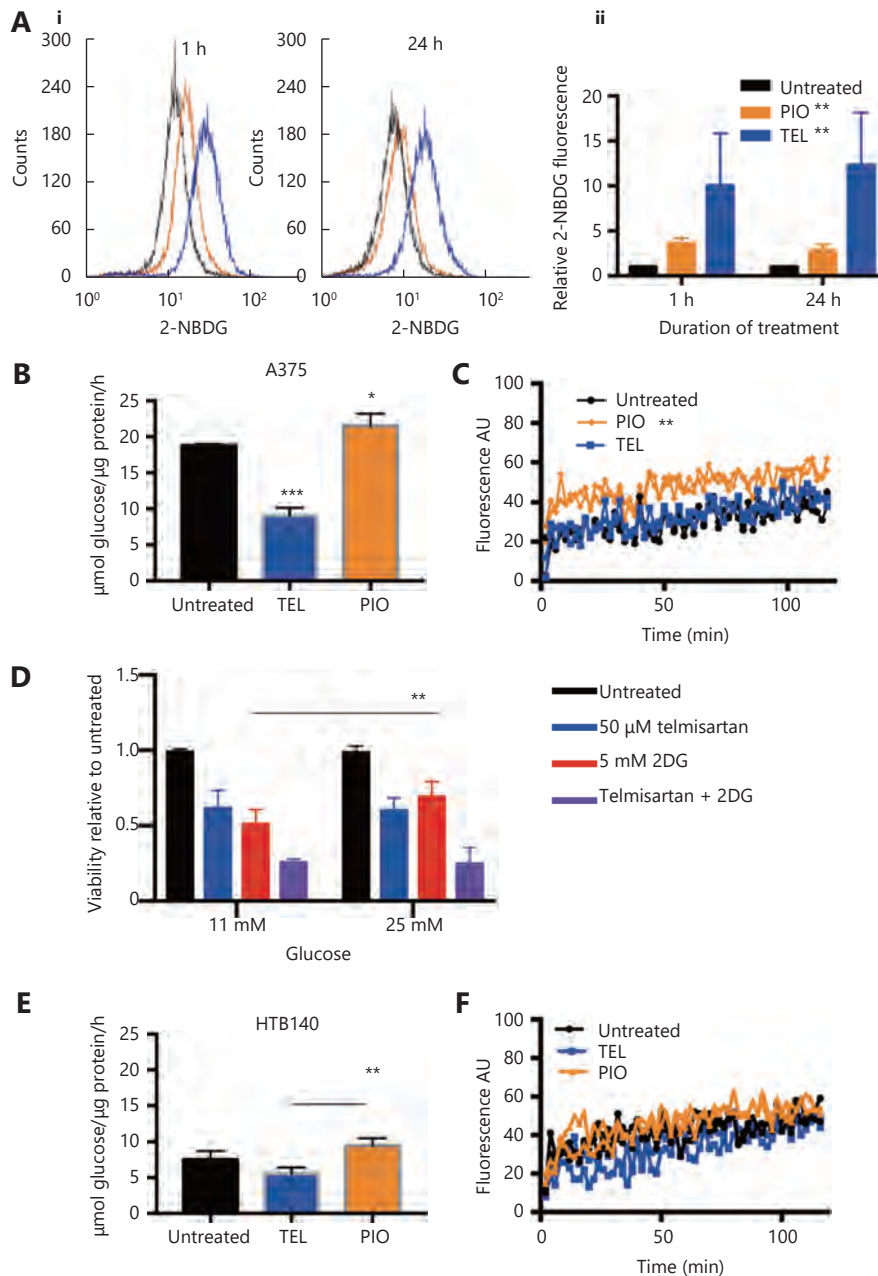 A
i
ii
1 h
24 h
300
240
180
120
60
0
Counts
10⁰ 10¹ 10²
2-NBDG
300
240
180
120
60
0
Counts
10⁰ 10¹ 10²
2-NBDG
Untreated
PIO **
TEL **
20
15
10
5
0
Relative 2-NBDG fluorescence
1 h 24 h
Duration of treatment
B
A375
25
20
15
10
5
0
µmol glucose/µg protein/h
***
*
Untreated TEL PIO
C
100
80
60
40
20
0
Fluorescence AU
Untreated
PIO **
TEL
0 50 100
Time (min)
D
1.5
1.0
0.5
0
Viability relative to untreated
**
11 mM 25 mM
Glucose
Untreated
50 µM telmisartan
5 mM 2DG
Telmisartan + 2DG
E
HTB140
25
20
15
10
5
0
µmol glucose/µg protein/h
**
Untreated TEL PIO
F
100
80
60
40
20
0
Fluorescence AU
Untreated
TEL
PIO
0 50 100
Time (min)